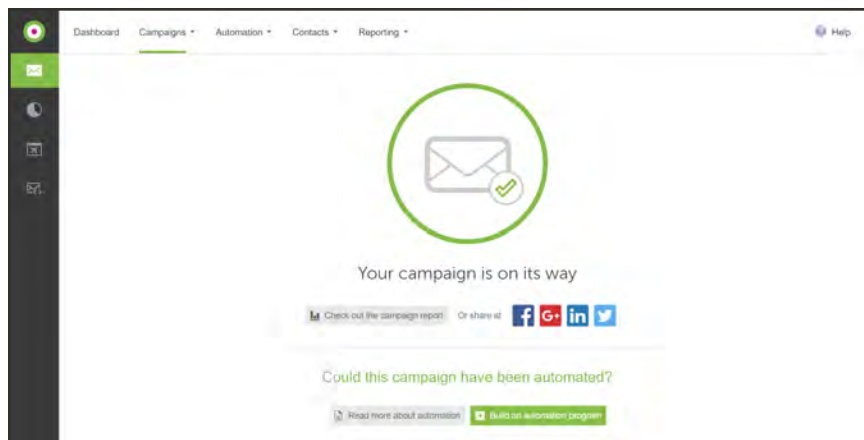 Dashboard Campaigns Automation Contacts Reporting Help
Your campaign is on its way
Check out the campaign report Or share at
Could this campaign have been automated?
Read more about automation Build an automation program